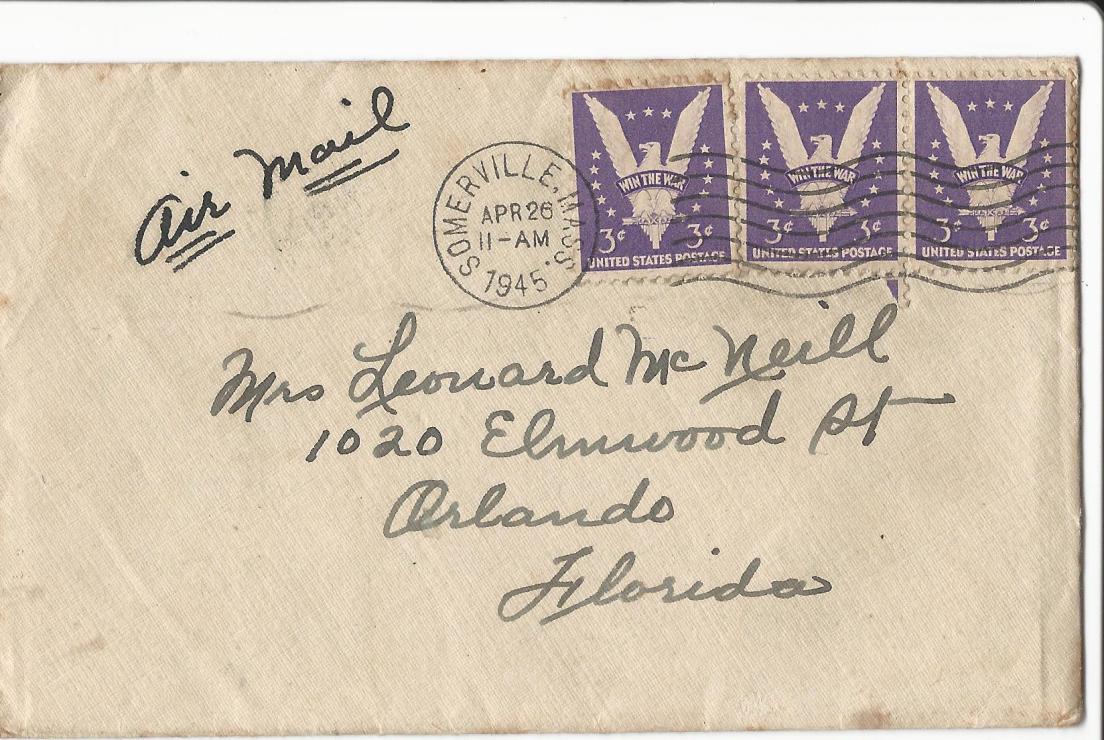 Air Mail
SOMERVILLE, MASS.
APR 26
11-AM
1945
WIN THE WAR
3¢ 3¢
UNITED STATES POSTAGE
WIN THE WAR
3¢ 3¢
UNITED STATES POSTAGE
WIN THE WAR
3¢ 3¢
UNITED STATES POSTAGE
Mrs Leonard McNeill
1020 Elmwood St
Orlando
Florida